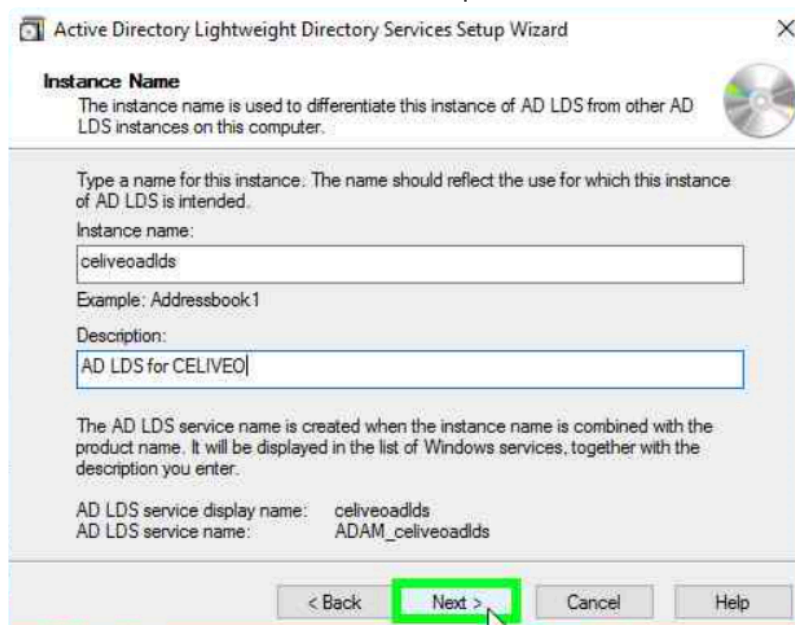 Active Directory Lightweight Directory Services Setup Wizard
Instance Name
The instance name is used to differentiate this instance of AD LDS from other AD
LDS instances on this computer.
Type a name for this instance. The name should reflect the use for which this instance
of AD LDS is intended.
Instance name:
celiveoadlds
Example: Addressbook1
Description:
AD LDS for CELIVEO
The AD LDS service name is created when the instance name is combined with the
product name. It will be displayed in the list of Windows services, together with the
description you enter.
AD LDS service display name: celiveoadlds
AD LDS service name: ADAM_celiveoadlds
< Back Next > Cancel Help